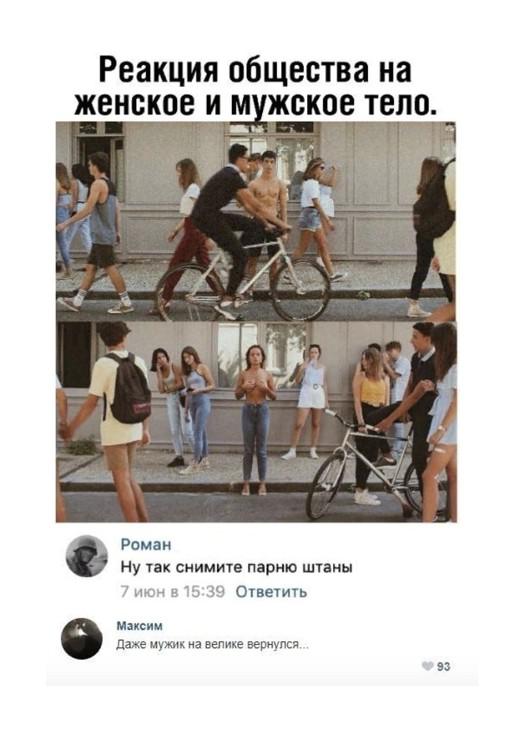 Реакция общества на
женское и мужское тело.
Роман
Ну так снимите парню штаны
7 июн в 15:39 Ответить
Максим
Даже мужик на велике вернулся...
93